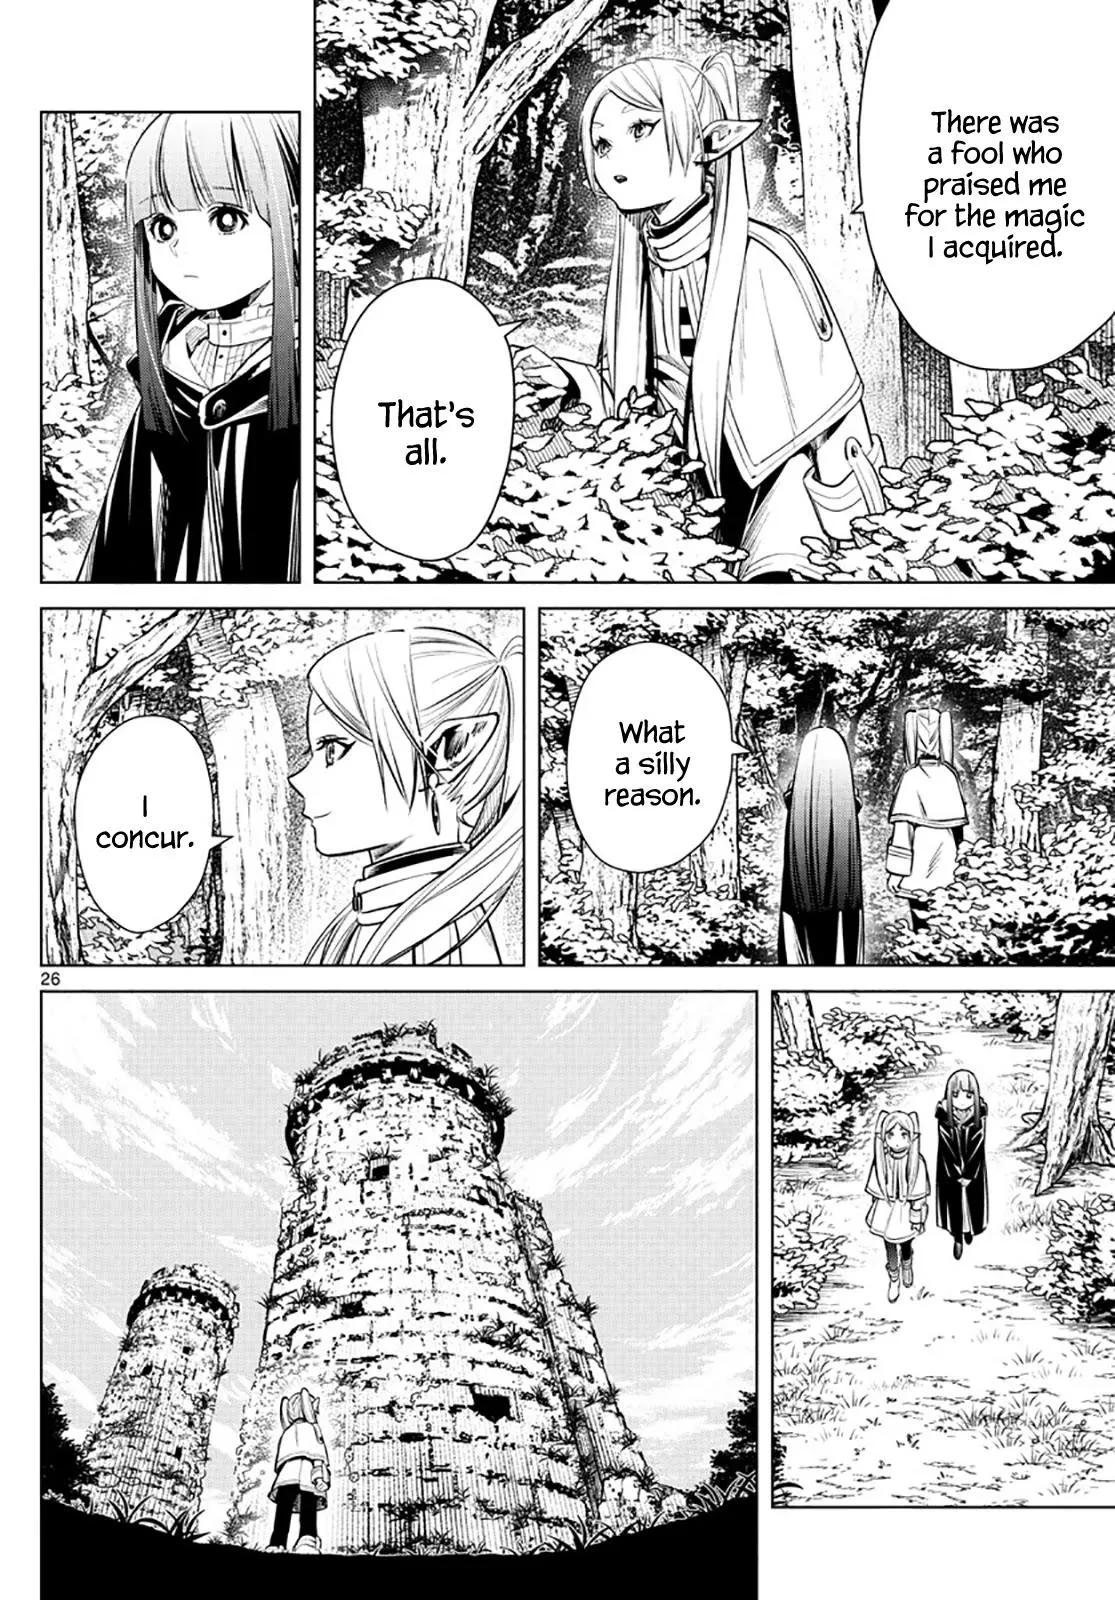 There was
a fool who
praised me
for the magic
I acquired.
That's
all.
What
a silly
reason.
I
concur.
26